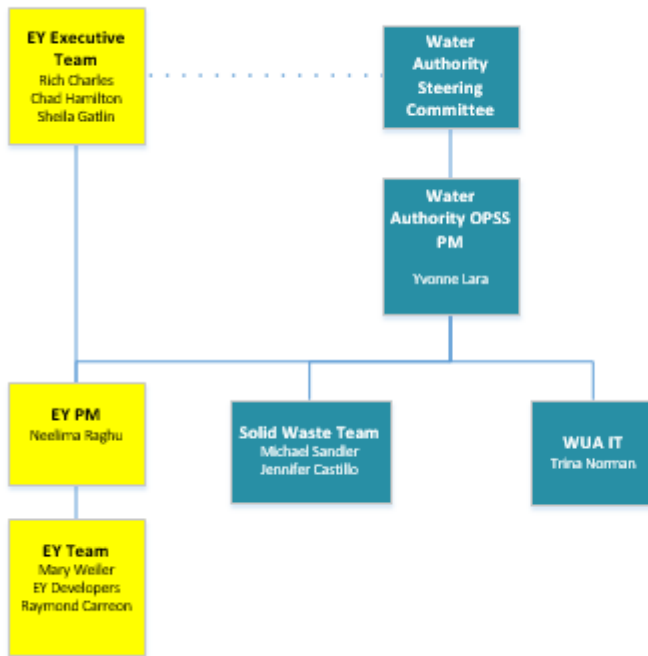 EY Executive
Team
Rich Charles
Chad Hamilton
Sheila Gatlin
Water
Authority
Steering
Committee
Water
Authority OPSS
PM
Yvonne Lara
EY PM
Neelima Raghu
Solid Waste Team
Michael Sandler
Jennifer Castillo
WUA IT
Trina Norman
EY Team
Mary Weiler
EY Developers
Raymond Carreon